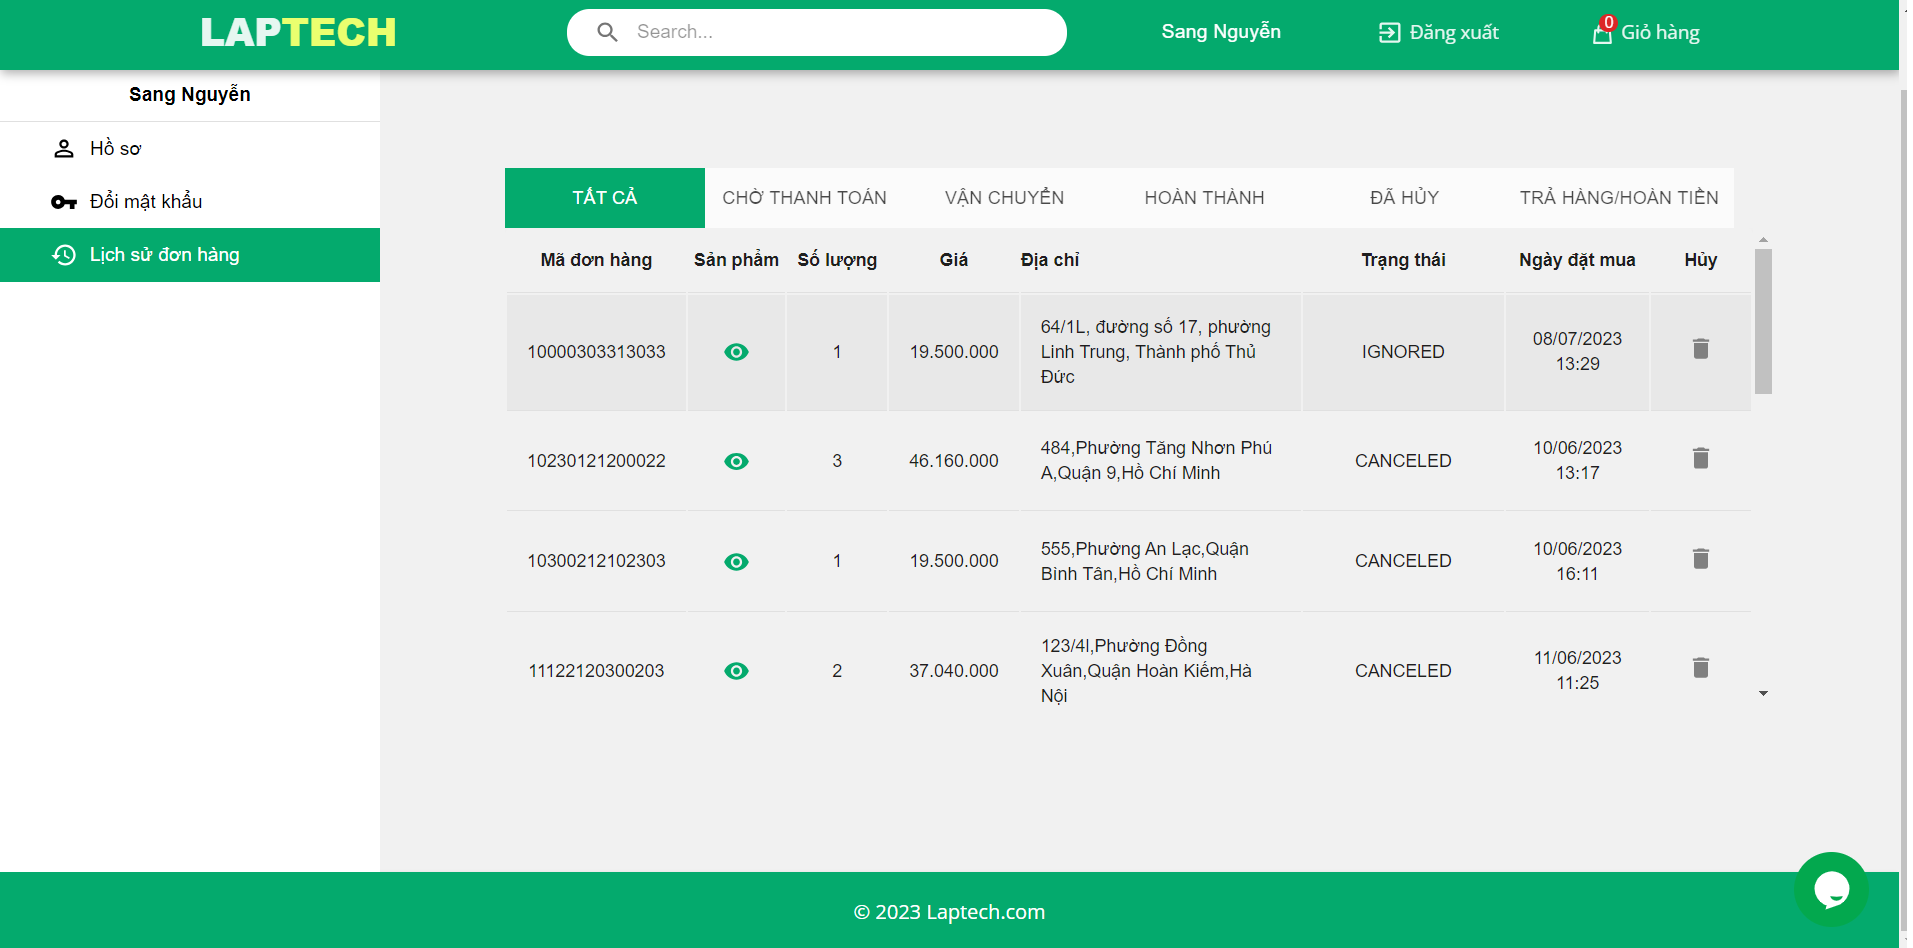 LAPTECH
Search...
Sang Nguyễn
Đăng xuất
0
Giỏ hàng
Sang Nguyễn
Hồ sơ
Đổi mật khẩu
Lịch sử đơn hàng
TẤT CẢ
CHỜ THANH TOÁN
VẬN CHUYỂN
HOÀN THÀNH
ĐÃ HỦY
TRẢ HÀNG/HOÀN TIỀN
Mã đơn hàng
Sản phẩm
Số lượng
Giá
Địa chỉ
Trạng thái
Ngày đặt mua
Hủy
10000303313033
1
19.500.000
64/1L, đường số 17, phường
Linh Trung, Thành phố Thủ
Đức
IGNORED
08/07/2023
13:29
10230121200022
3
46.160.000
484,Phường Tăng Nhơn Phú
A,Quận 9,Hồ Chí Minh
CANCELED
10/06/2023
13:17
10300212102303
1
19.500.000
555,Phường An Lạc,Quận
Bình Tân,Hồ Chí Minh
CANCELED
10/06/2023
16:11
11122120300203
2
37.040.000
123/4l,Phường Đồng
Xuân,Quận Hoàn Kiếm,Hà
Nội
CANCELED
11/06/2023
11:25
© 2023 Laptech.com